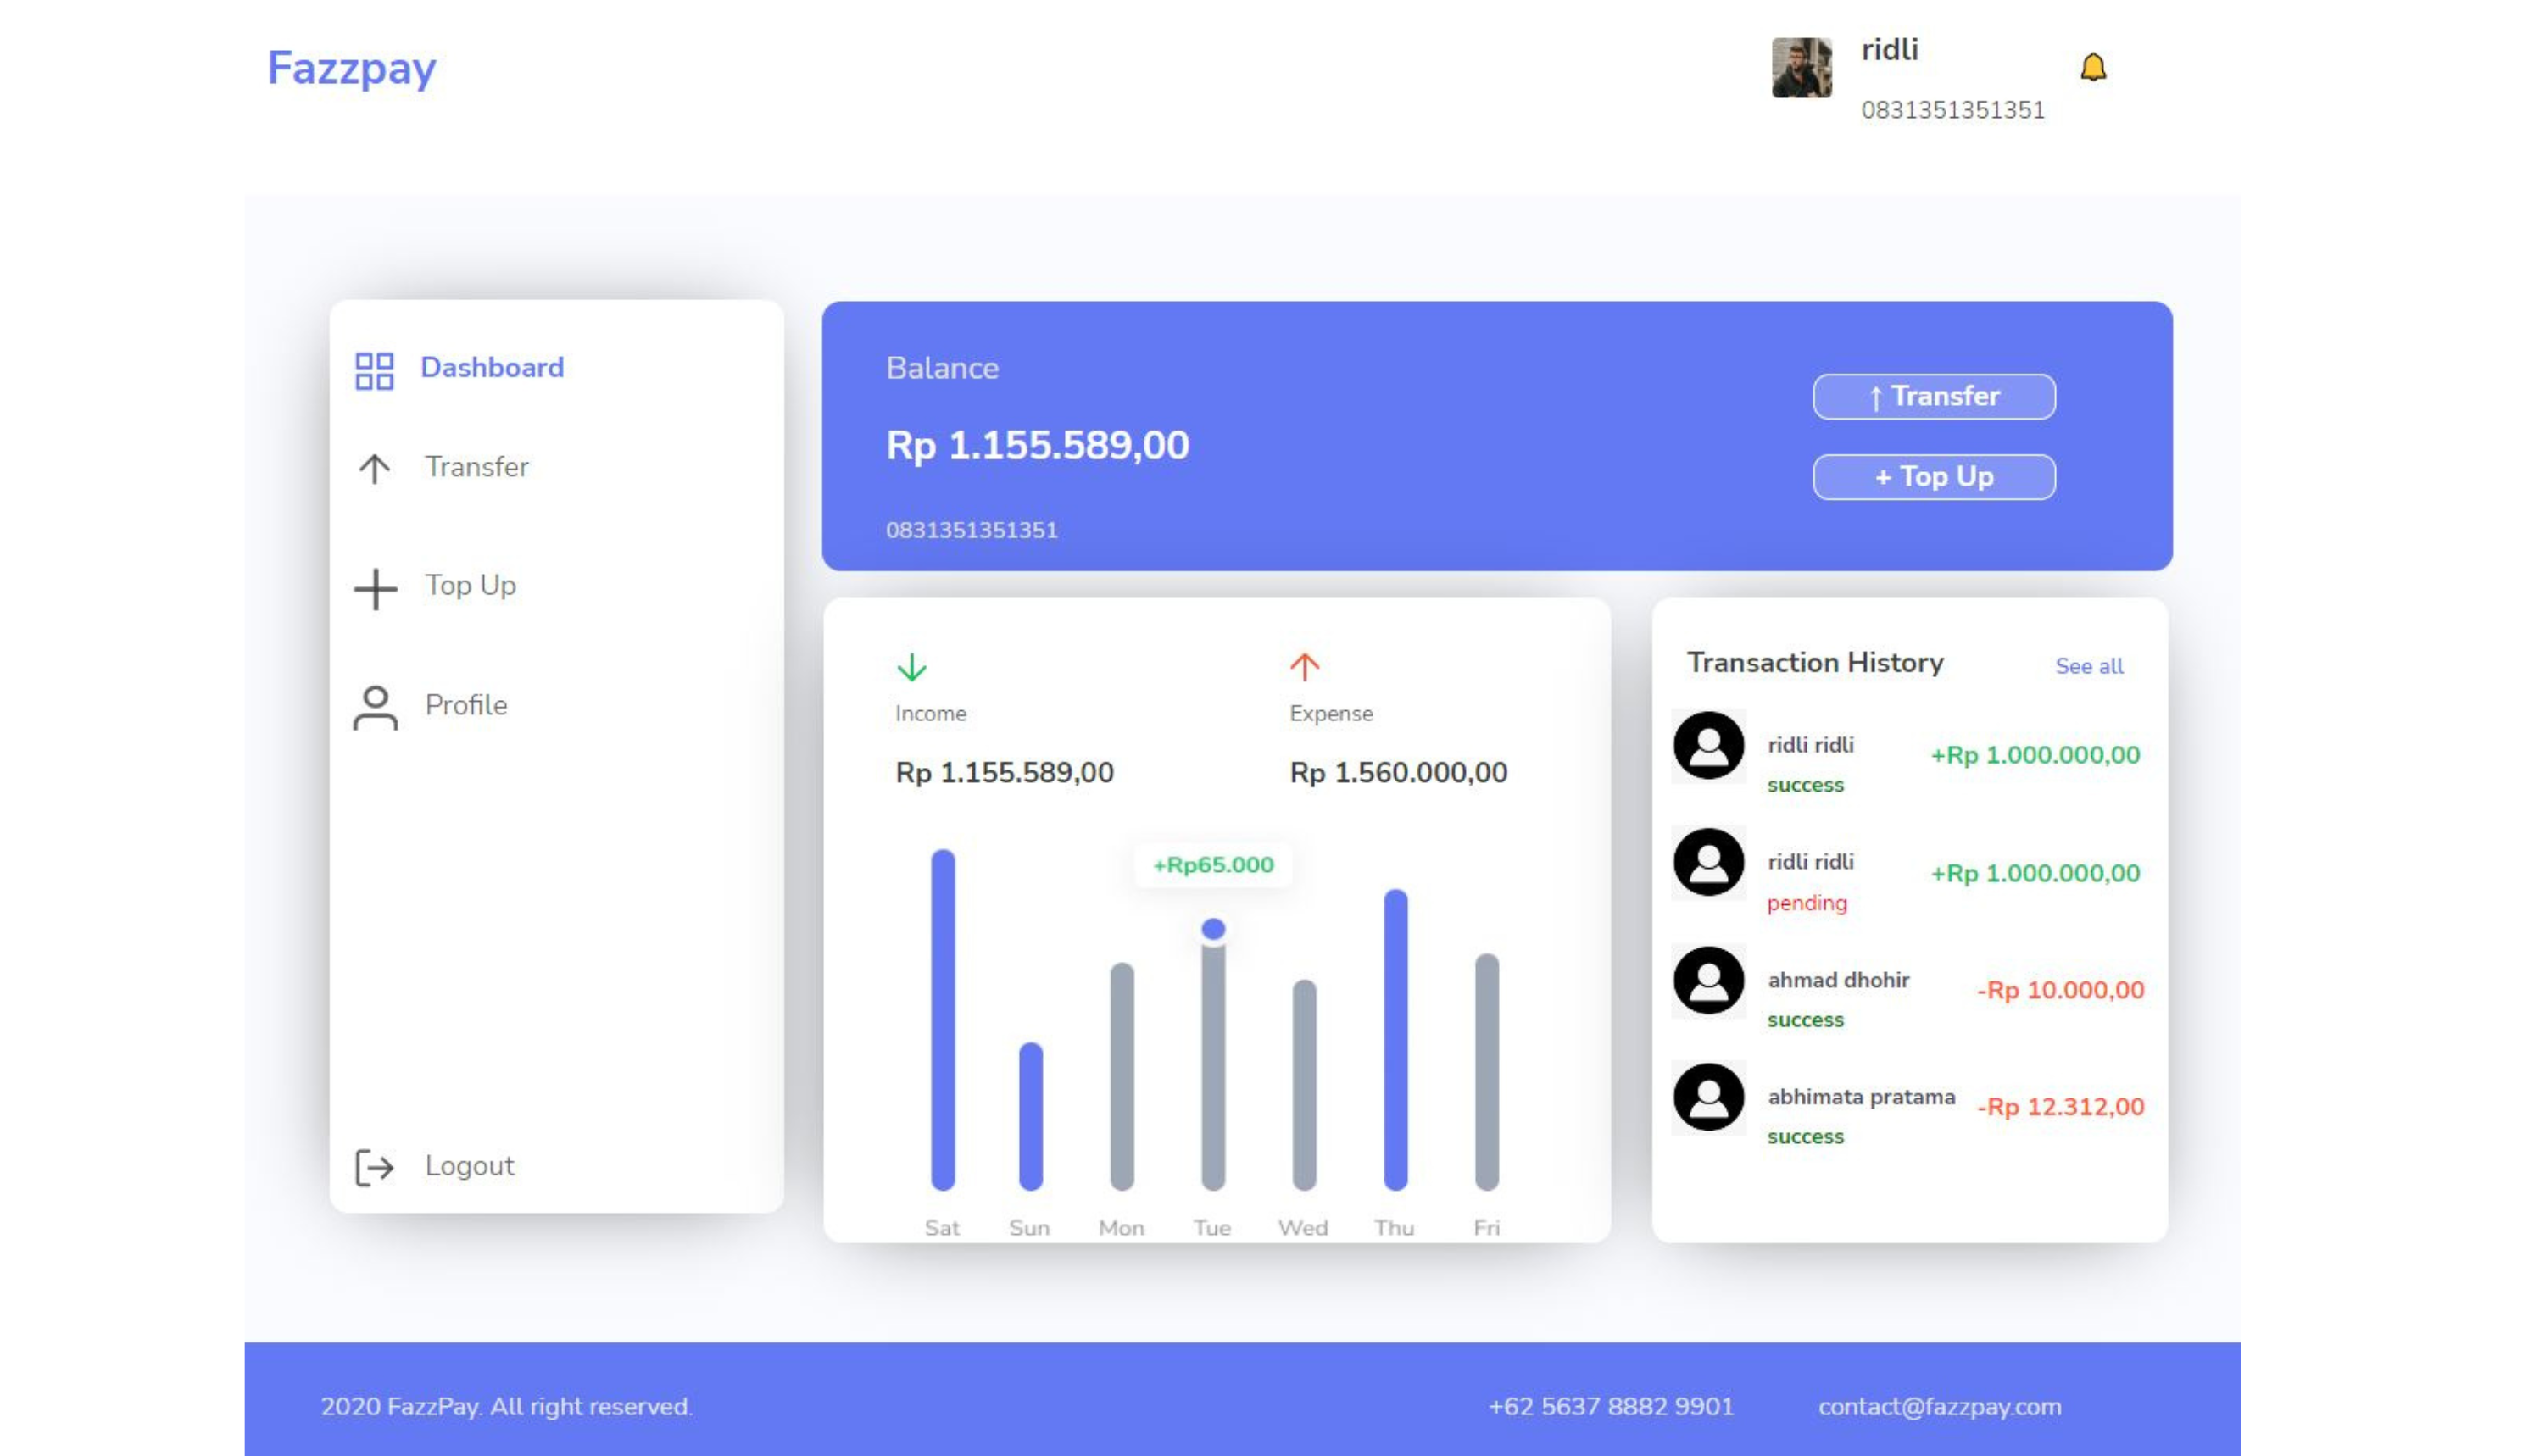 Fazzpay
ridli
0831351351351
Dashboard
Transfer
Top Up
Profile
Logout
Balance
Rp 1.155.589,00
0831351351351
↑ Transfer
+ Top Up
Income
Rp 1.155.589,00
Expense
Rp 1.560.000,00
+Rp65.000
Sat Sun Mon Tue Wed Thu Fri
Transaction History See all
ridli ridli +Rp 1.000.000,00
success
ridli ridli +Rp 1.000.000,00
pending
ahmad dhohir -Rp 10.000,00
success
abhimata pratama -Rp 12.312,00
success
2020 FazzPay. All right reserved. +62 5637 8882 9901 contact@fazzpay.com